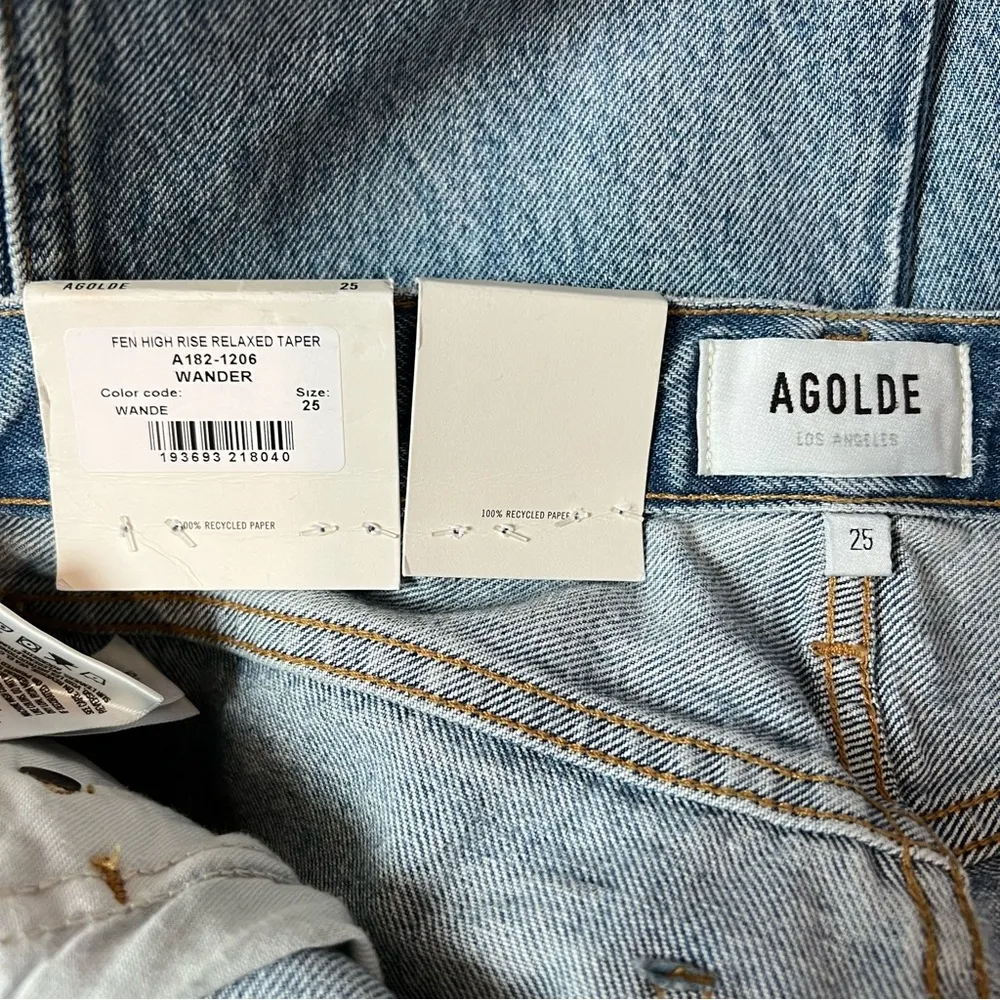 AGOLDE 25
FEN HIGH RISE RELAXED TAPER
A182-1206
WANDER
Color code: Size:
WANDE 25
193693 218040
100% RECYCLED PAPER
100% RECYCLED PAPER
AGOLDE
LOS ANGELES
25